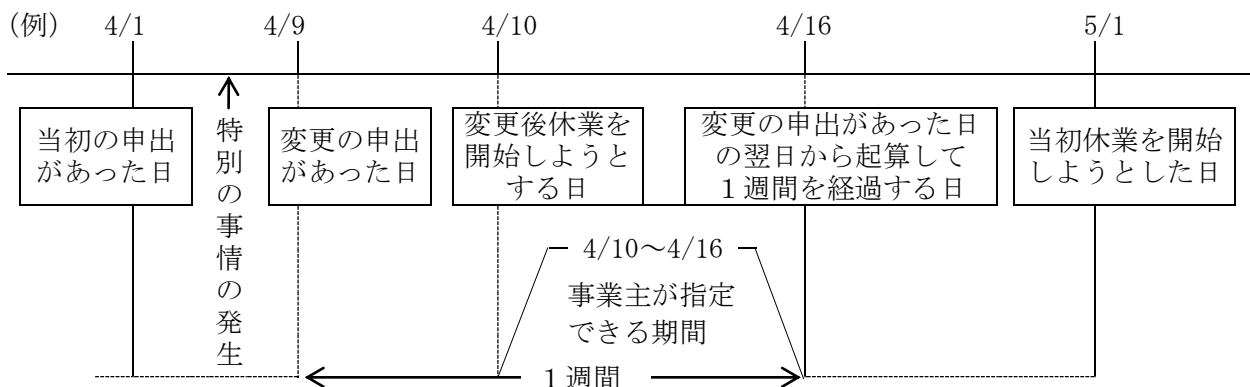 (例) 4/1 4/9 4/10 4/16 5/1
当初の申出
があった日
特別の事情の発生
変更の申出
があった日
変更後休業を
開始しようと
する日
変更の申出があった日
の翌日から起算して
１週間を経過する日
当初休業を開始
しようとした日
4/10～4/16
事業主が指定
できる期間
１週間